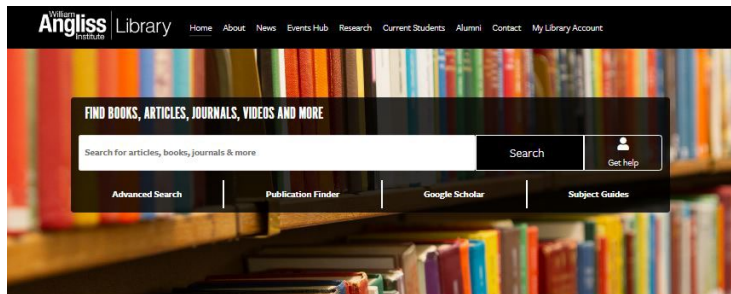 William
Angliss
Institute
Library
Home About News Events Hub Research Current Students Alumni Contact My Library Account
FIND BOOKS, ARTICLES, JOURNALS, VIDEOS AND MORE
Search for articles, books, journals & more
Search
Get help
Advanced Search
Publication Finder
Google Scholar
Subject Guides